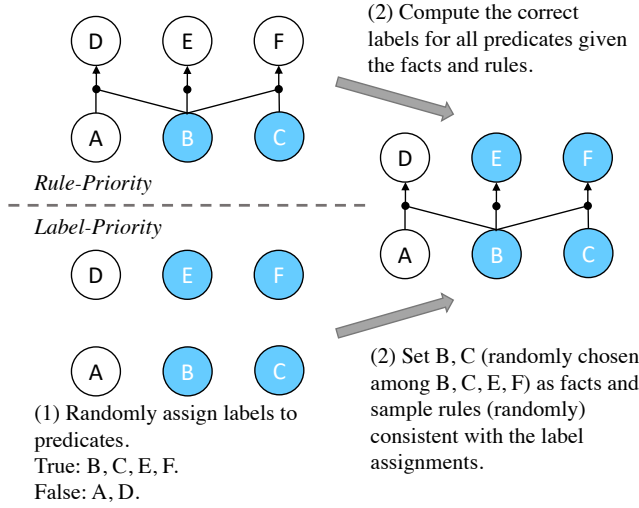 D E F
A B C
Rule-Priority
(2) Compute the correct
labels for all predicates given
the facts and rules.
Label-Priority
D E F
A B C
(1) Randomly assign labels to
predicates.
True: B, C, E, F.
False: A, D.
D E F
A B C
(2) Set B, C (randomly chosen
among B, C, E, F) as facts and
sample rules (randomly)
consistent with the label
assignments.